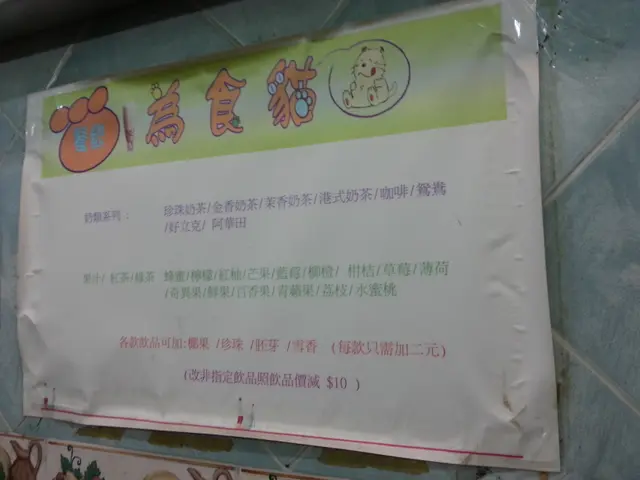 為食貓
奶類系列： 珍珠奶茶/金香奶茶/茉香奶茶/港式奶茶/咖啡/鴛鴦
/好立克/ 阿華田
果汁/ 紅茶/綠茶 蜂蜜/檸檬/紅柚/芒果/藍莓/柳橙/ 柑桔/草莓/薄荷
/奇異果/鮮果/百香果/青蘋果/荔枝/水蜜桃
各款飲品可加:椰果 /珍珠 /胚芽 /雪香 (每款只需加二元)
(改非指定飲品照飲品價減 $10 )